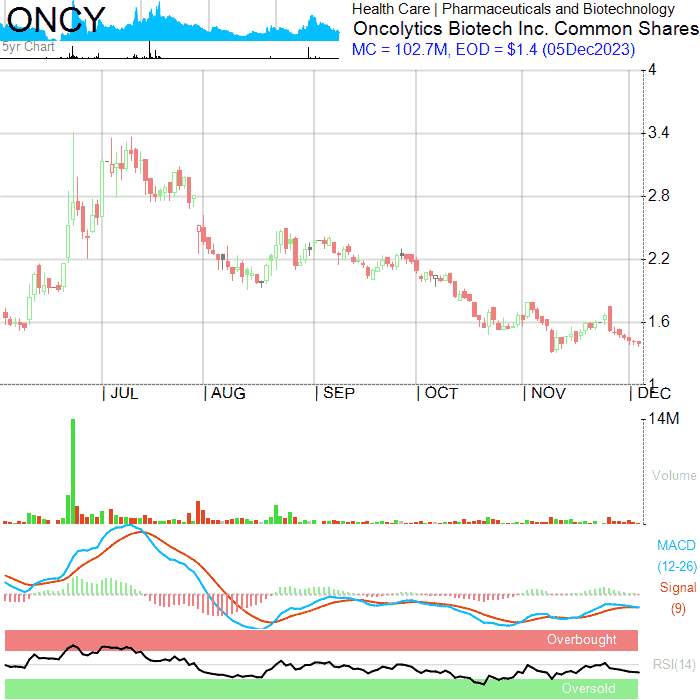 ONCY
5yr Chart
Health Care | Pharmaceuticals and Biotechnology
Oncolytics Biotech Inc. Common Shares
MC = 102.7M, EOD = $1.4 (05Dec2023)
4
3.4
2.8
2.2
1.6
1
| JUL | AUG | SEP | OCT | NOV | DEC
14M
Volume
MACD
(12-26)
Signal
(9)
Overbought
RSI(14)
Oversold